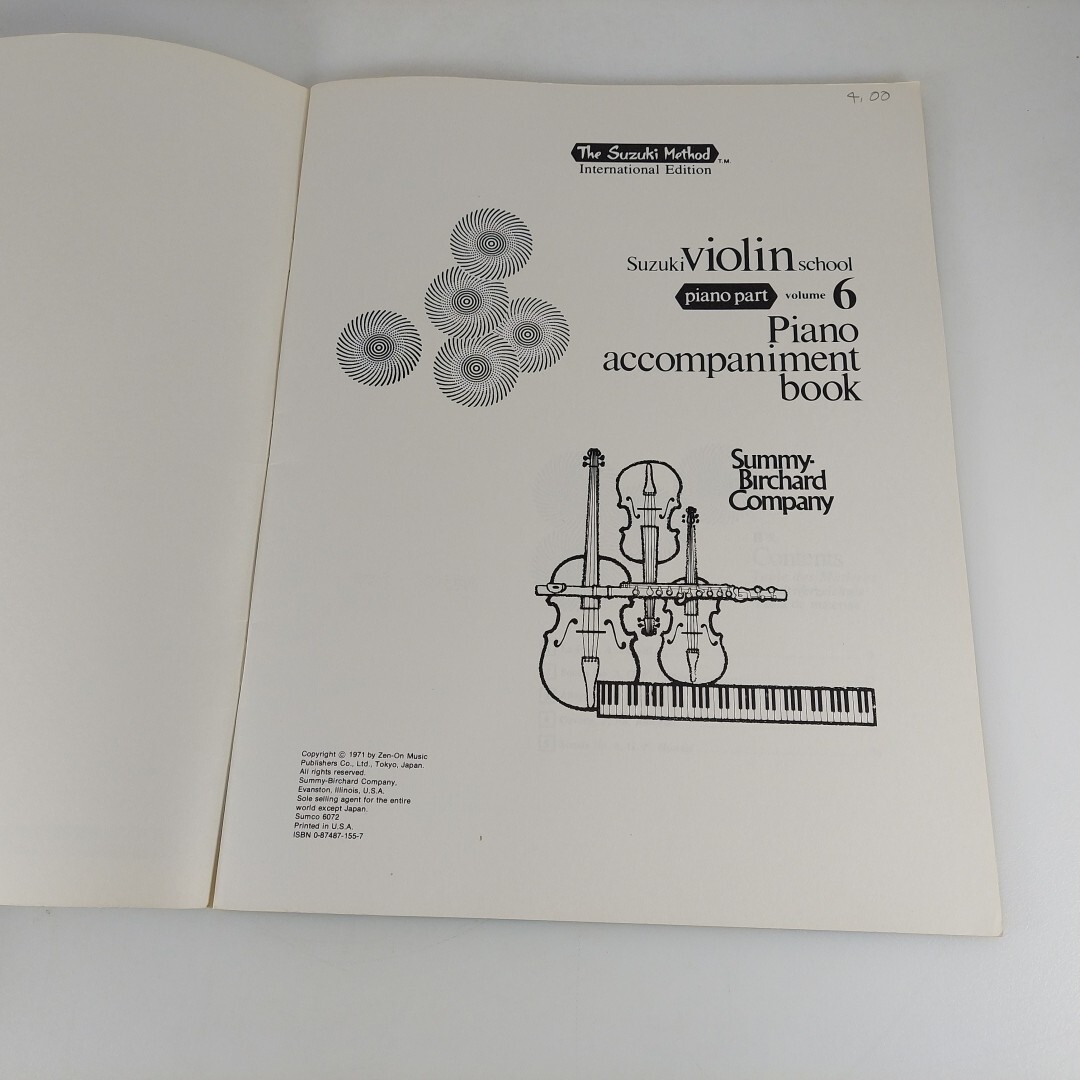 4,00
The Suzuki Method T.M.
International Edition
Suzuki violin school
piano part volume 6
Piano
accompaniment
book
Summy-
Birchard
Company
Contents
Copyright © 1971 by Zen-On Music
Publishers Co., Ltd., Tokyo, Japan.
All rights reserved.
Summy-Birchard Company,
Evanston, Illinois, U.S.A.
Sole selling agent for the entire
world except Japan.
Sumco 6072
Printed in U.S.A.
ISBN 0-87487-155-7